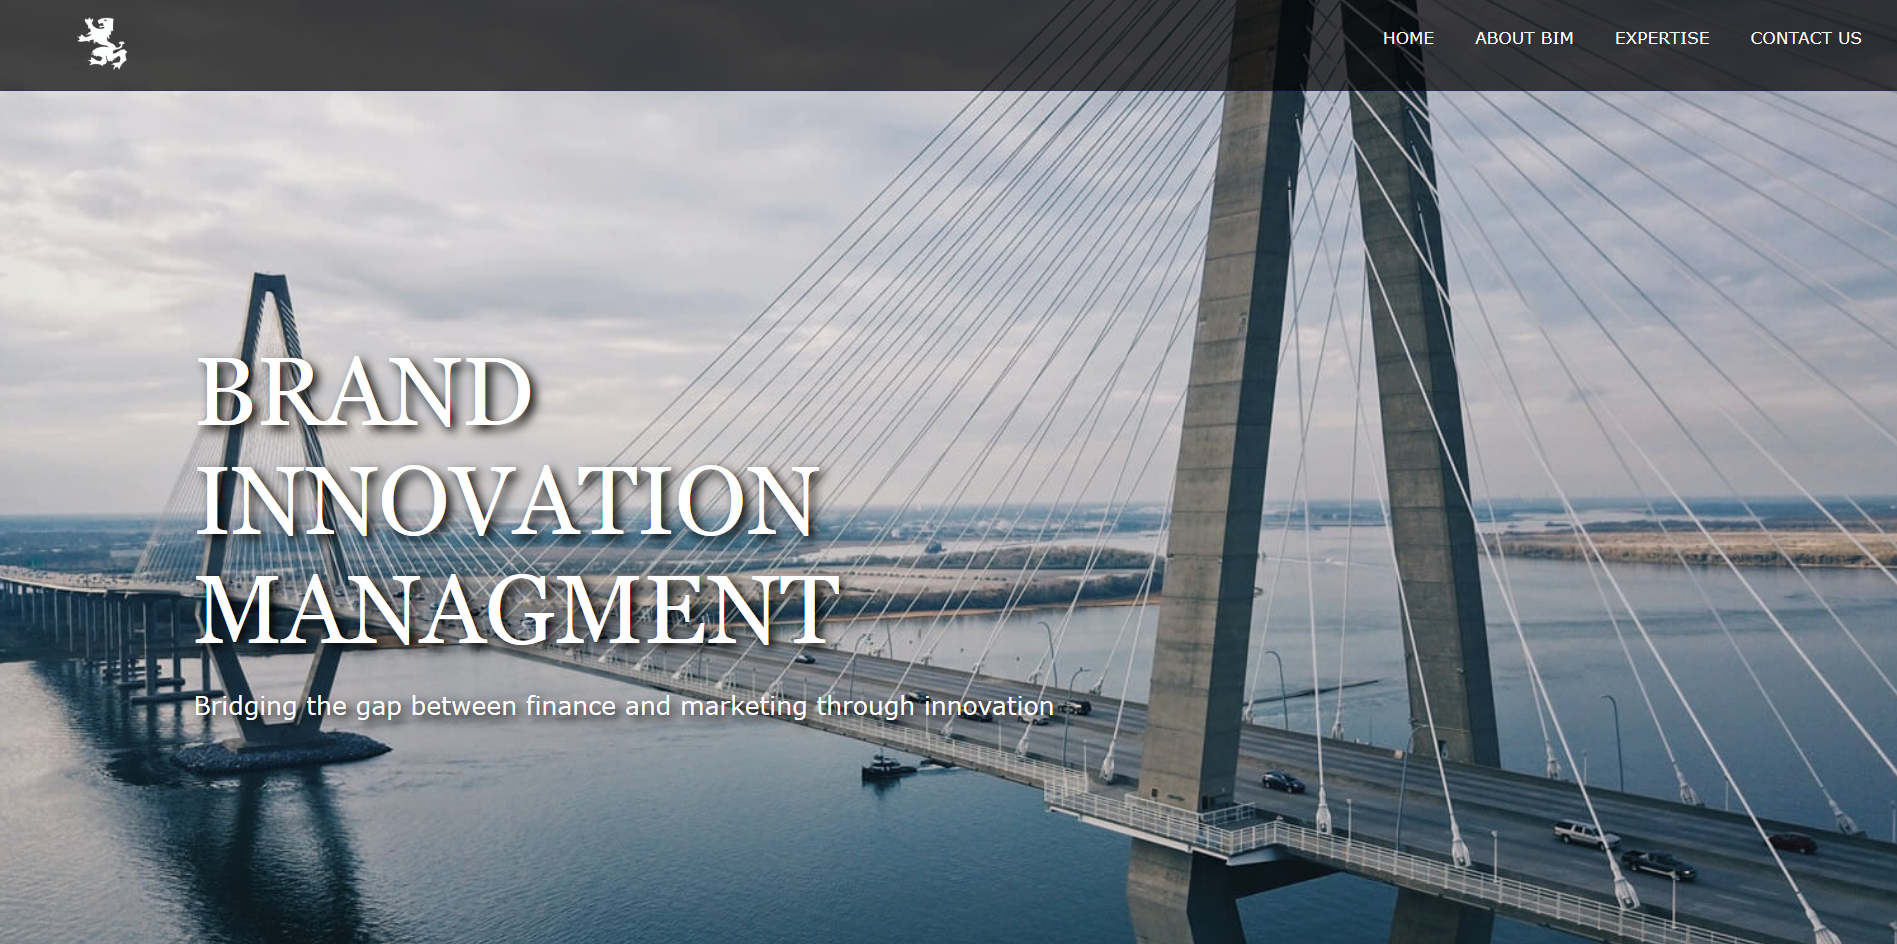 HOME ABOUT BIM EXPERTISE CONTACT US
BRAND
INNOVATION
MANAGMENT
Bridging the gap between finance and marketing through innovation